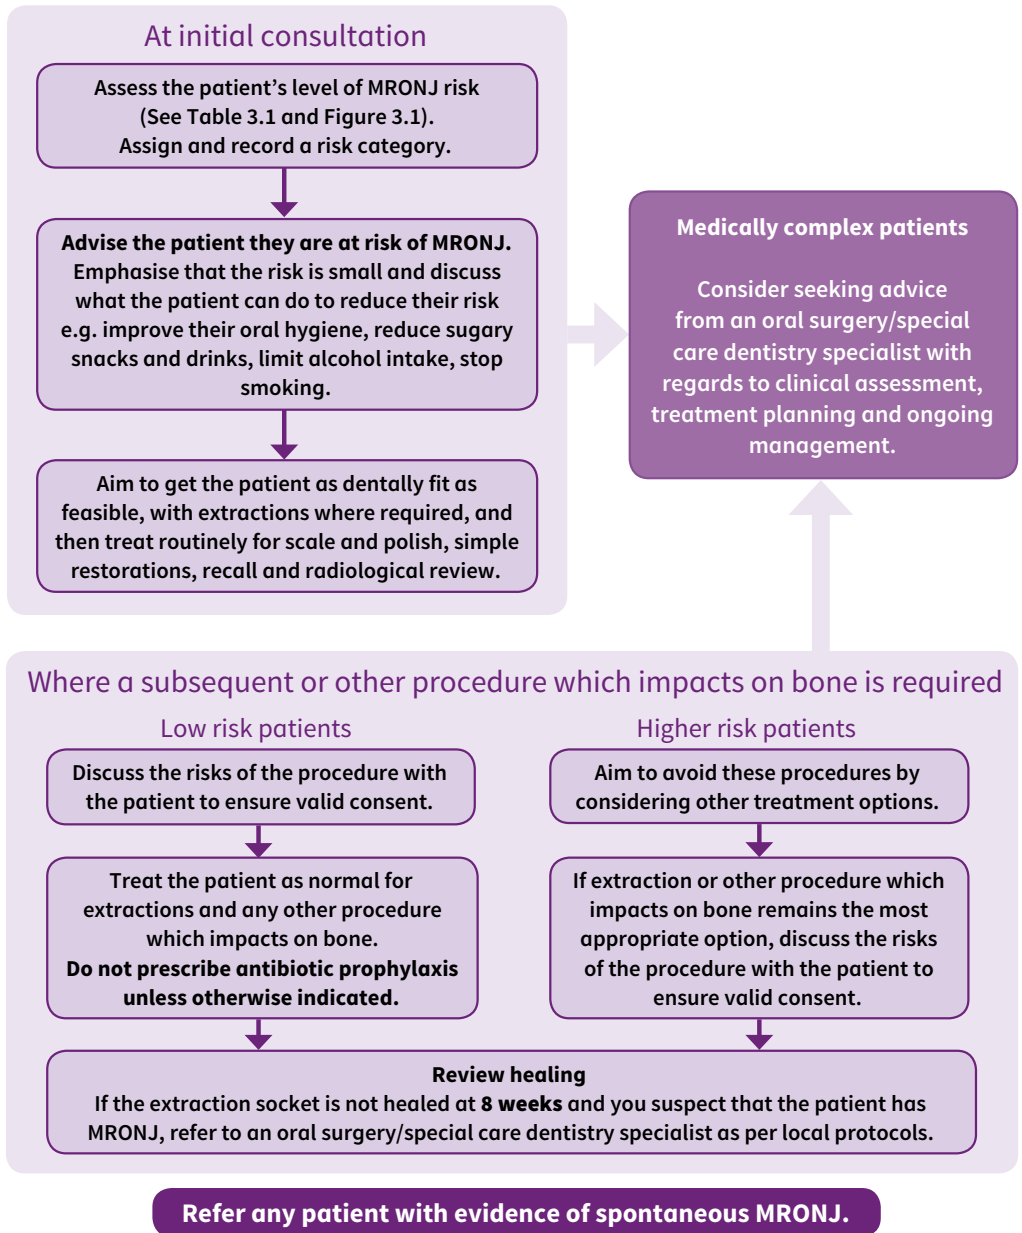 At initial consultation
Assess the patient's level of MRONJ risk
(See Table 3.1 and Figure 3.1).
Assign and record a risk category.
Advise the patient they are at risk of MRONJ.
Emphasise that the risk is small and discuss
what the patient can do to reduce their risk
e.g. improve their oral hygiene, reduce sugary
snacks and drinks, limit alcohol intake, stop
smoking.
Aim to get the patient as dentally fit as
feasible, with extractions where required, and
then treat routinely for scale and polish, simple
restorations, recall and radiological review.
Medically complex patients
Consider seeking advice
from an oral surgery/special
care dentistry specialist with
regards to clinical assessment,
treatment planning and ongoing
management.
Where a subsequent or other procedure which impacts on bone is required
Low risk patients
Discuss the risks of the procedure with
the patient to ensure valid consent.
Treat the patient as normal for
extractions and any other procedure
which impacts on bone.
Do not prescribe antibiotic prophylaxis
unless otherwise indicated.
Higher risk patients
Aim to avoid these procedures by
considering other treatment options.
If extraction or other procedure which
impacts on bone remains the most
appropriate option, discuss the risks
of the procedure with the patient to
ensure valid consent.
Review healing
If the extraction socket is not healed at 8 weeks and you suspect that the patient has
MRONJ, refer to an oral surgery/special care dentistry specialist as per local protocols.
Refer any patient with evidence of spontaneous MRONJ.